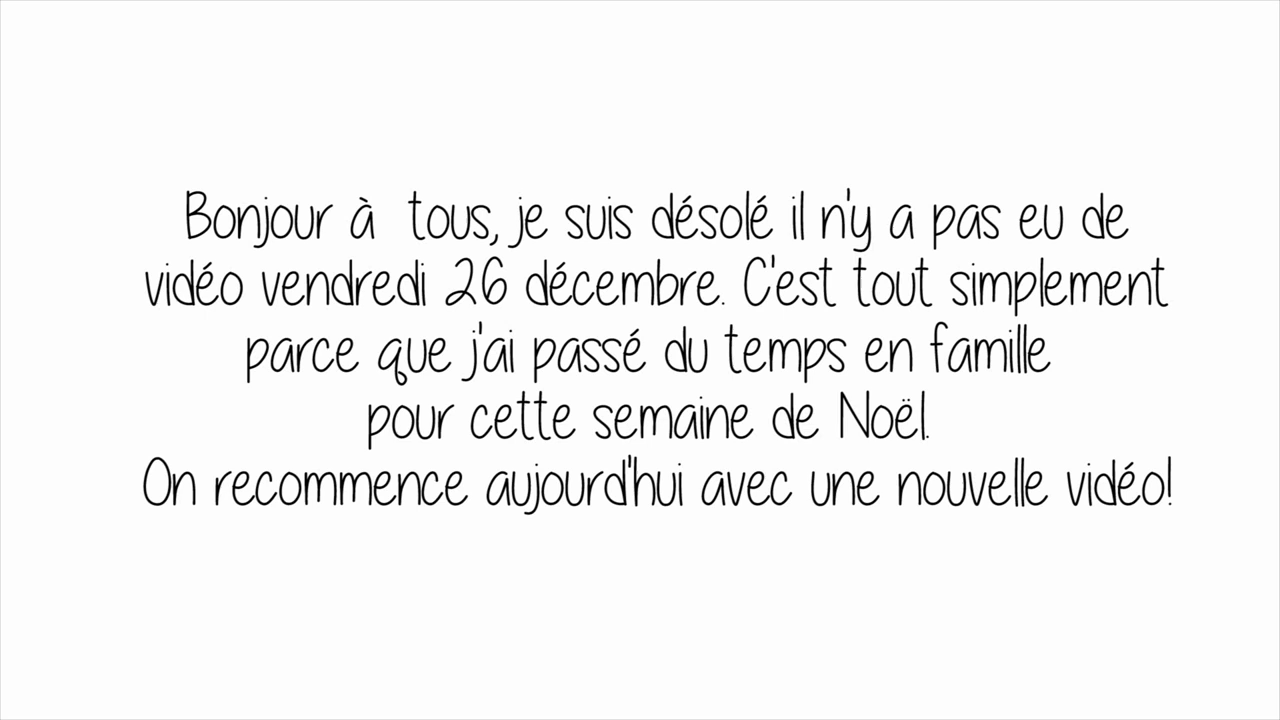 Bonjour à tous, je suis désolé il n'y a pas eu de
vidéo vendredi 26 décembre. C'est tout simplement
parce que j'ai passé du temps en famille
pour cette semaine de Noël.
On recommence aujourd'hui avec une nouvelle vidéo!